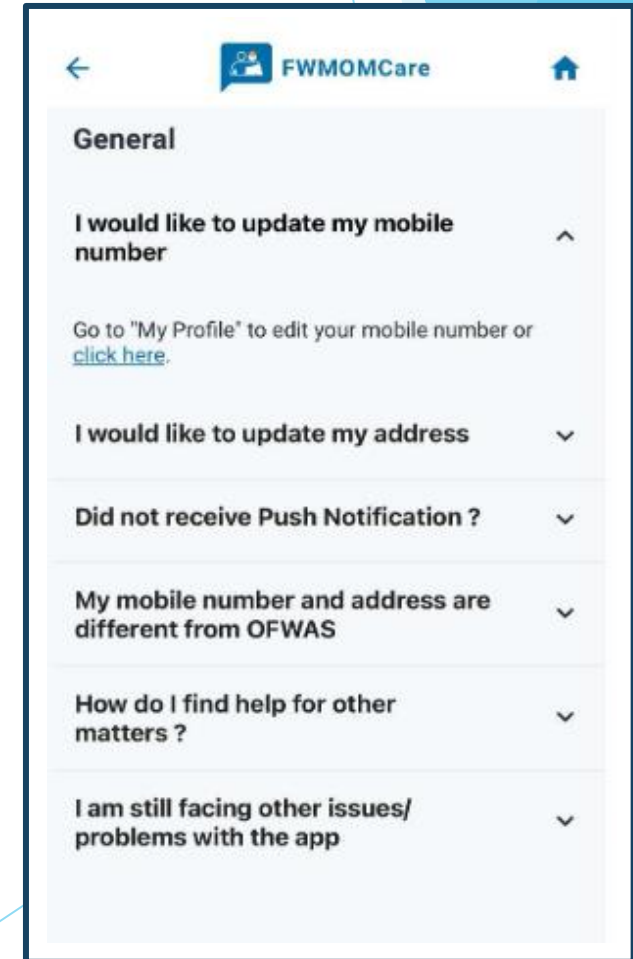 FWMOMCare
General
I would like to update my mobile
number
Go to "My Profile" to edit your mobile number or
click here.
I would like to update my address
Did not receive Push Notification ?
My mobile number and address are
different from OFWAS
How do I find help for other
matters ?
I am still facing other issues/
problems with the app